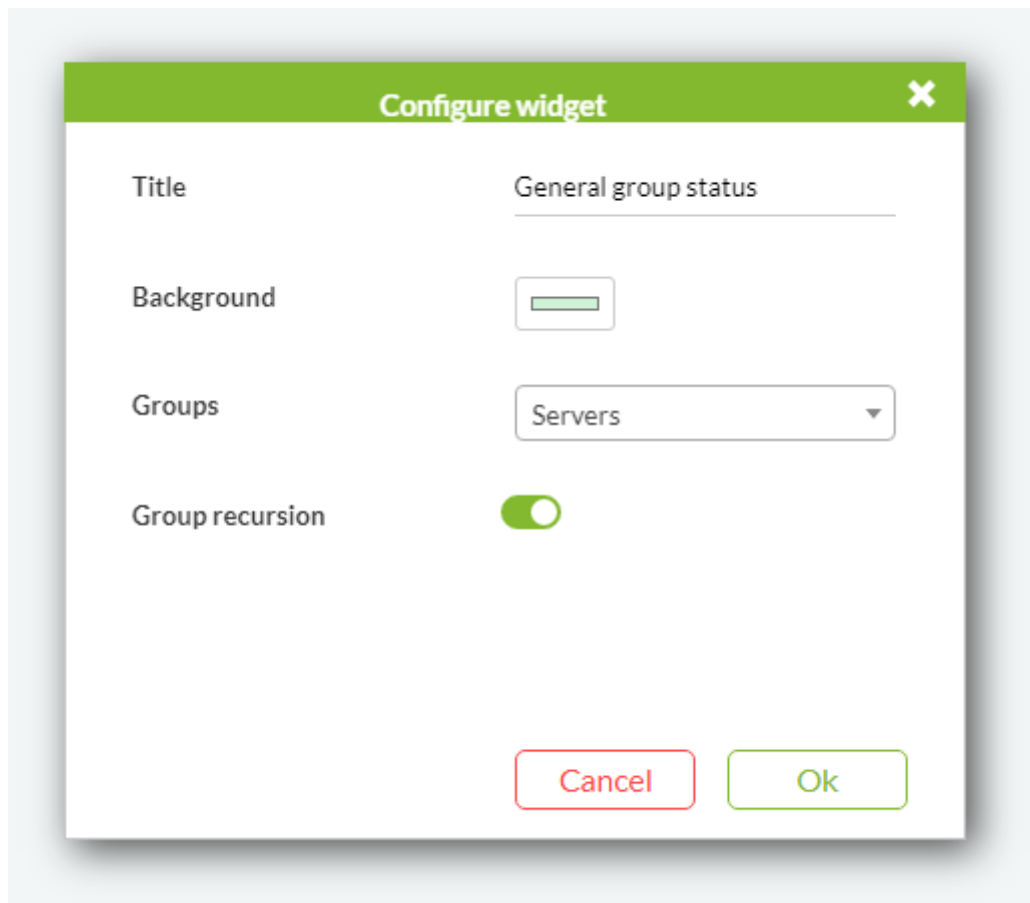 Configure widget
Title
General group status
Background
Groups
Servers
Group recursion
Cancel
Ok